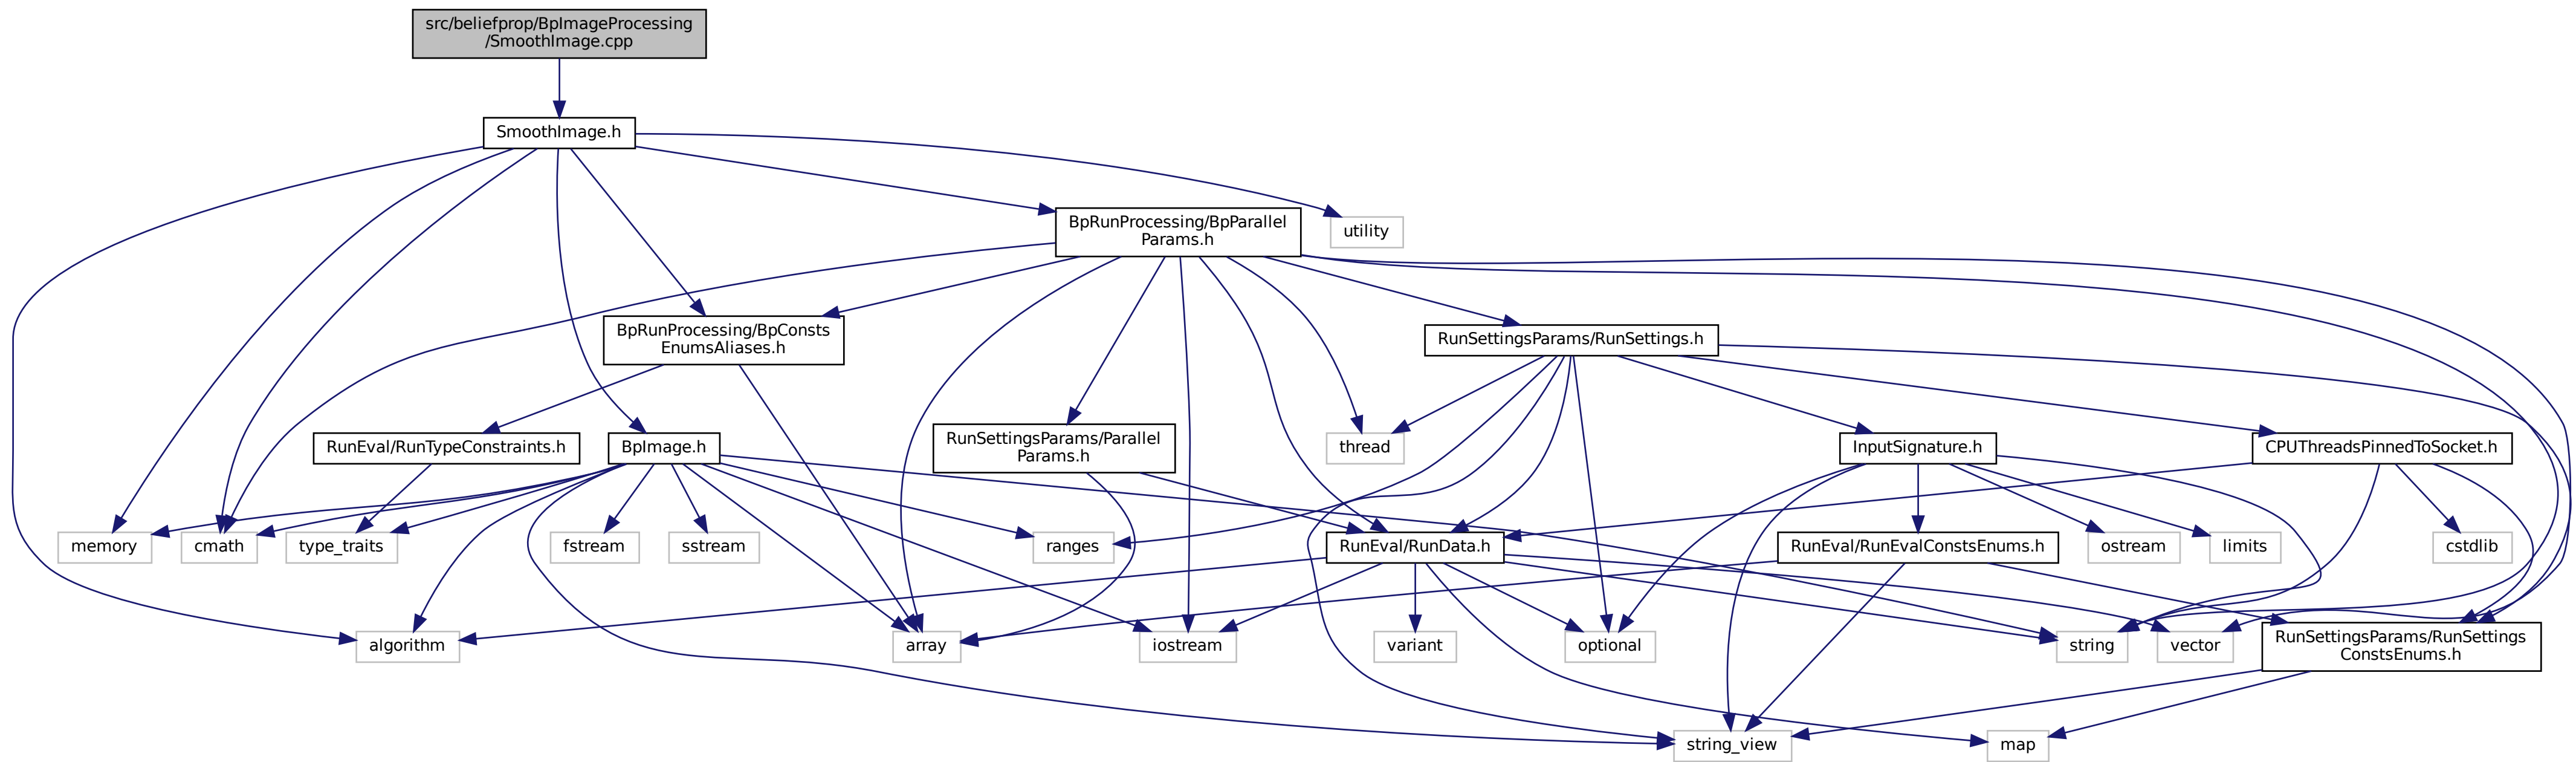 src/beliefprop/BpImageProcessing
/SmoothImage.cpp
SmoothImage.h
BpRunProcessing/BpParallel
Params.h
utility
BpRunProcessing/BpConsts
EnumsAliases.h
RunSettingsParams/RunSettings.h
RunEval/RunTypeConstraints.h
BpImage.h
RunSettingsParams/Parallel
Params.h
thread
InputSignature.h
CPUThreadsPinnedToSocket.h
memory
cmath
type_traits
fstream
sstream
ranges
RunEval/RunData.h
RunEval/RunEvalConstsEnums.h
ostream
limits
cstdlib
algorithm
array
iostream
variant
optional
string
vector
RunSettingsParams/RunSettings
ConstsEnums.h
string_view
map